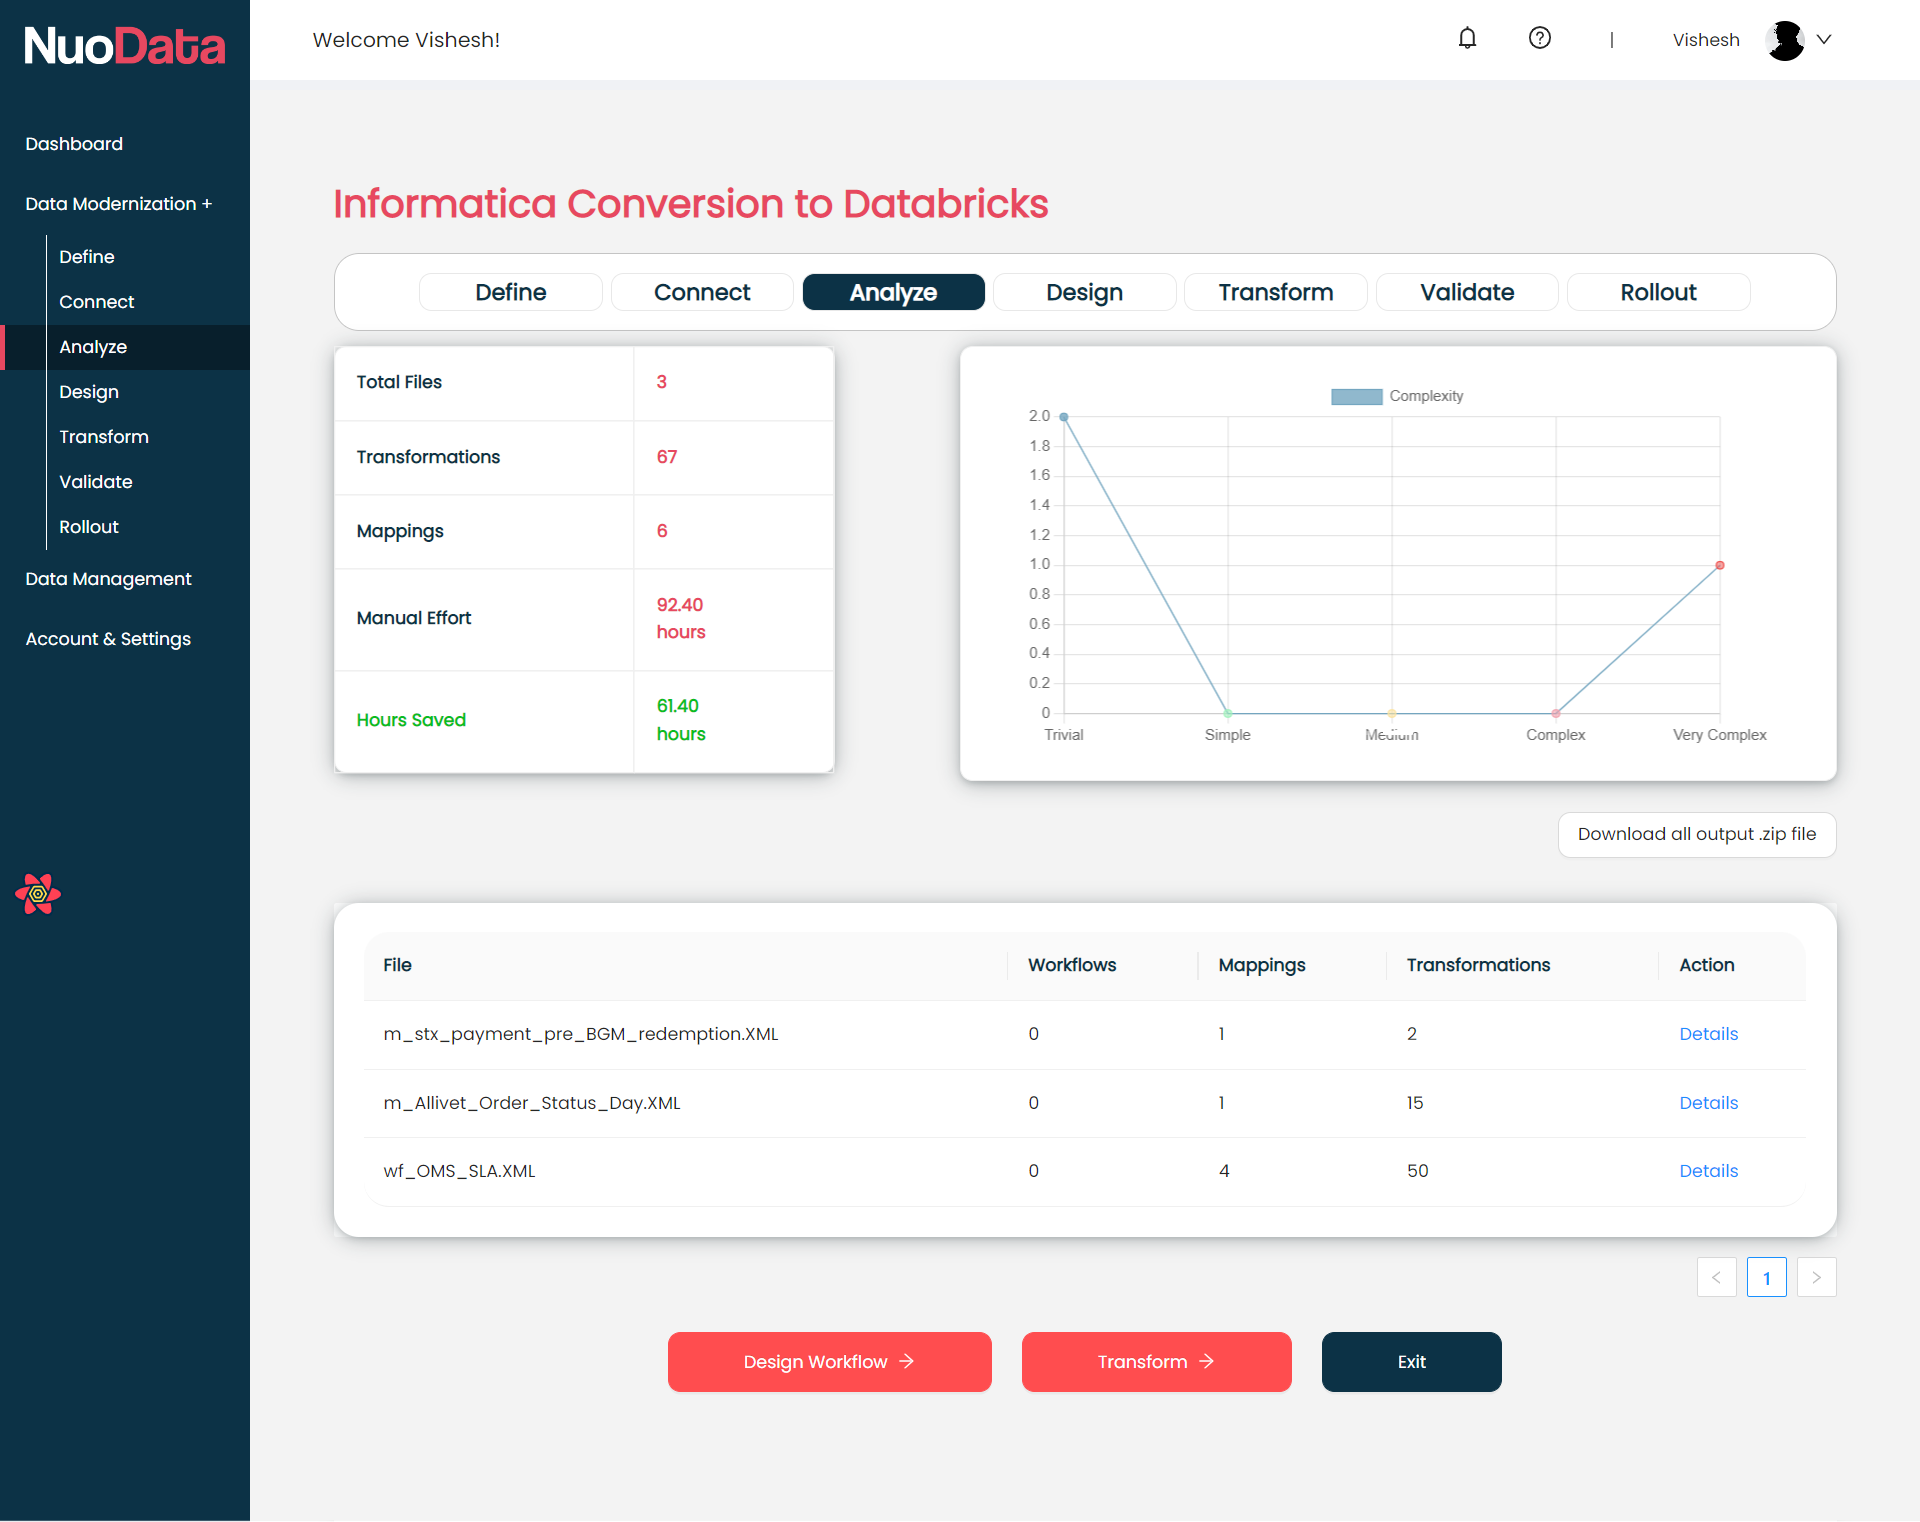 NuoData
Welcome Vishesh!
|
Vishesh
Dashboard
Data Modernization +
Define
Connect
Analyze
Design
Transform
Validate
Rollout
Data Management
Account & Settings
Informatica Conversion to Databricks
Define
Connect
Analyze
Design
Transform
Validate
Rollout
Total Files
3
Transformations
67
Mappings
6
Manual Effort
92.40
hours
Hours Saved
61.40
hours
Complexity
2.0
1.8
1.6
1.4
1.2
1.0
0.8
0.6
0.4
0.2
0
Trivial
Simple
Medium
Complex
Very Complex
Download all output .zip file
File
Workflows
Mappings
Transformations
Action
m_stx_payment_pre_BGM_redemption.XML
0
1
2
Details
m_Allivet_Order_Status_Day.XML
0
1
15
Details
wf_OMS_SLA.XML
0
4
50
Details
<
1
>
Design Workflow →
Transform →
Exit